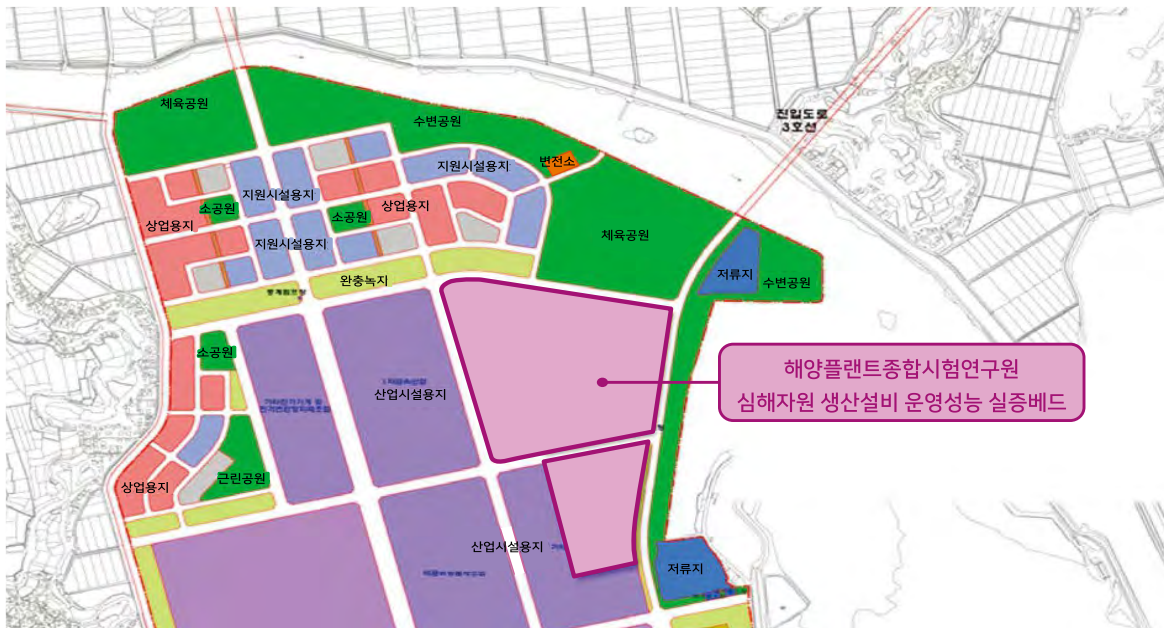 체육공원
수변공원
진입도로
3호선
변전소
지원시설용지
지원시설용지
소공원
상업용지
소공원
상업용지
지원시설용지
체육공원
저류지
수변공원
완충녹지
소공원
해양플랜트종합시험연구원
심해자원 생산설비 운영성능 실증베드
산업시설용지
근린공원
상업용지
산업시설용지
저류지